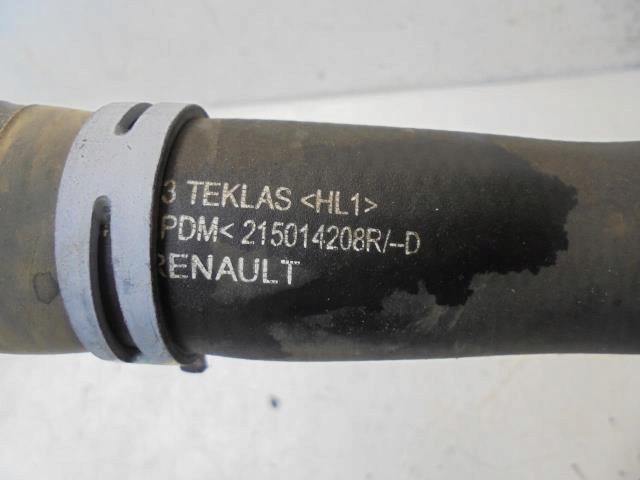 3 TEKLAS <HL1>
PDM< 215014208R/--D
RENAULT